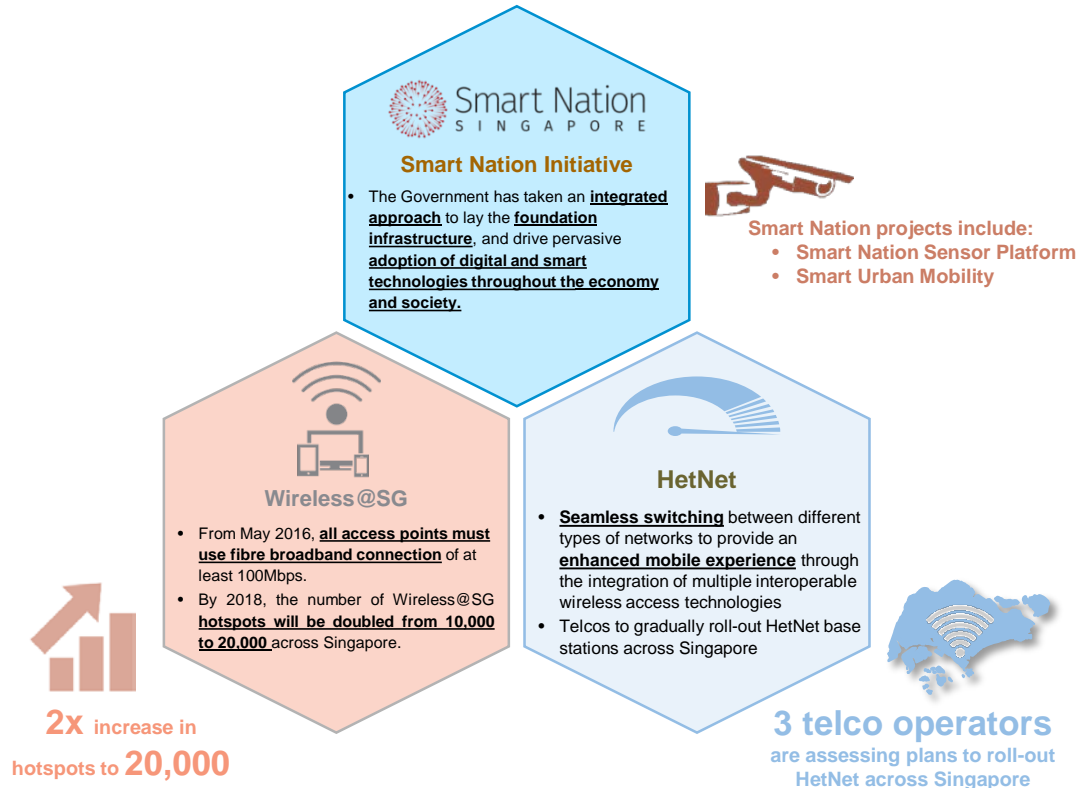 Smart Nation
SINGAPORE
Smart Nation Initiative
• The Government has taken an integrated
approach to lay the foundation
infrastructure, and drive pervasive
adoption of digital and smart
technologies throughout the economy
and society.
Smart Nation projects include:
• Smart Nation Sensor Platform
• Smart Urban Mobility
Wireless@SG
• From May 2016, all access points must
use fibre broadband connection of at
least 100Mbps.
• By 2018, the number of Wireless@SG
hotspots will be doubled from 10,000
to 20,000 across Singapore.
HetNet
• Seamless switching between different
types of networks to provide an
enhanced mobile experience through
the integration of multiple interoperable
wireless access technologies
• Telcos to gradually roll-out HetNet base
stations across Singapore
2x increase in
hotspots to 20,000
3 telco operators
are assessing plans to roll-out
HetNet across Singapore